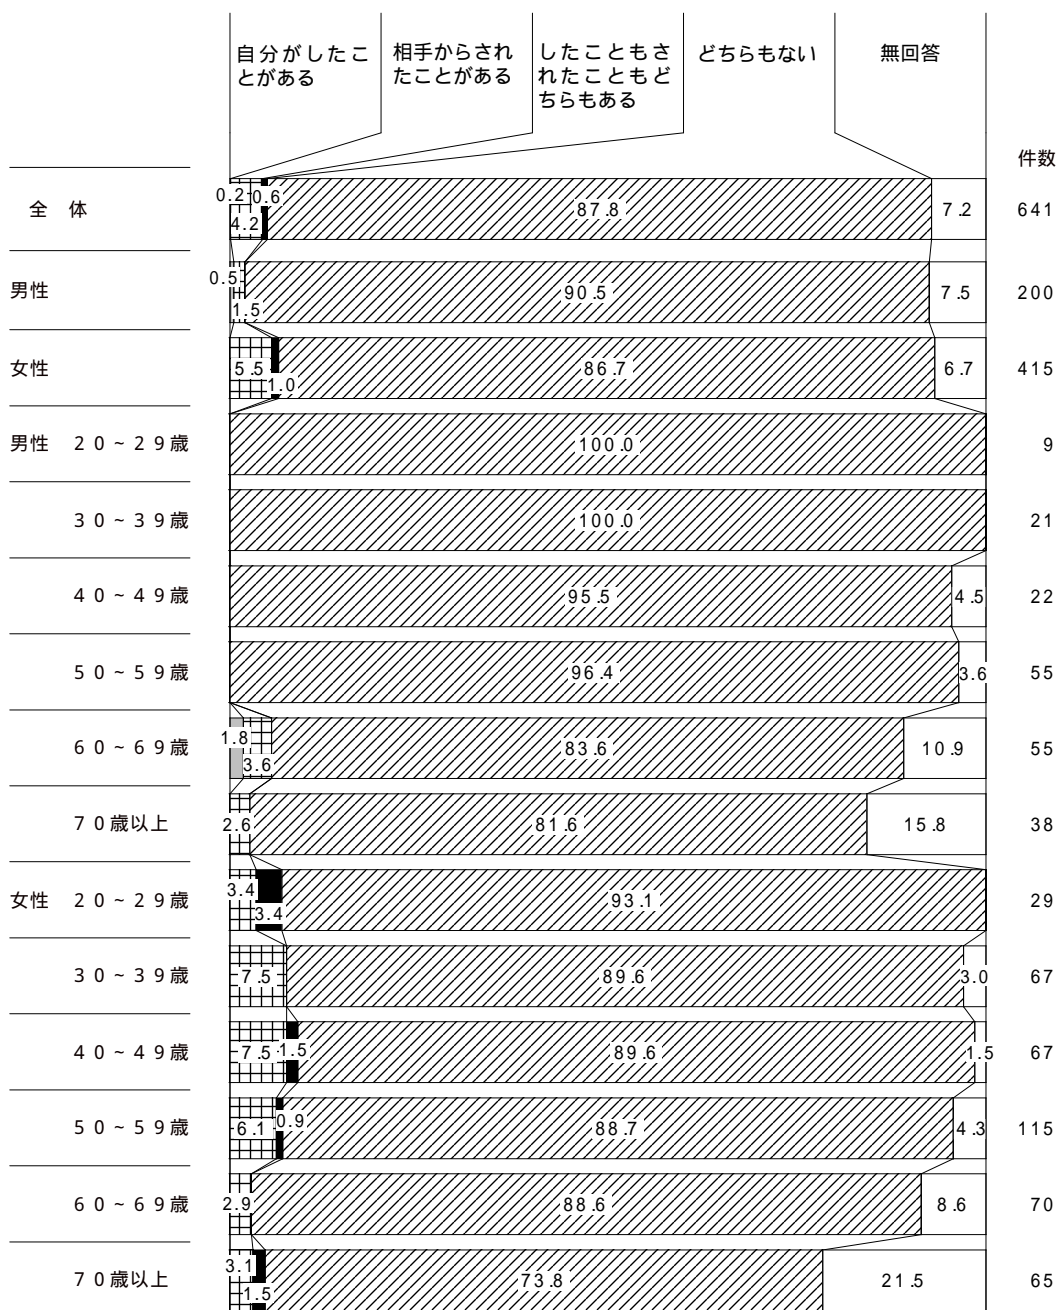 自分がしたこ
とがある
相手からされ
たことがある
したこともさ
れたこともど
ちらもある
どちらもない
無回答
件数
全 体
0.2 0.6
4.2 87.8 7.2 641
男性
0.5
1.5 90.5 7.5 200
女性
5.5 1.0 86.7 6.7 415
男性 20~29歳 100.0 9
30~39歳 100.0 21
40~49歳 95.5 4.5 22
50~59歳 96.4 3.6 55
60~69歳 1.8 3.6 83.6 10.9 55
70歳以上 2.6 81.6 15.8 38
女性 20~29歳 3.4 3.4 93.1 29
30~39歳 7.5 89.6 3.0 67
40~49歳 7.5 1.5 89.6 1.5 67
50~59歳 6.1 0.9 88.7 4.3 115
60~69歳 2.9 88.6 8.6 70
70歳以上 3.1 1.5 73.8 21.5 65